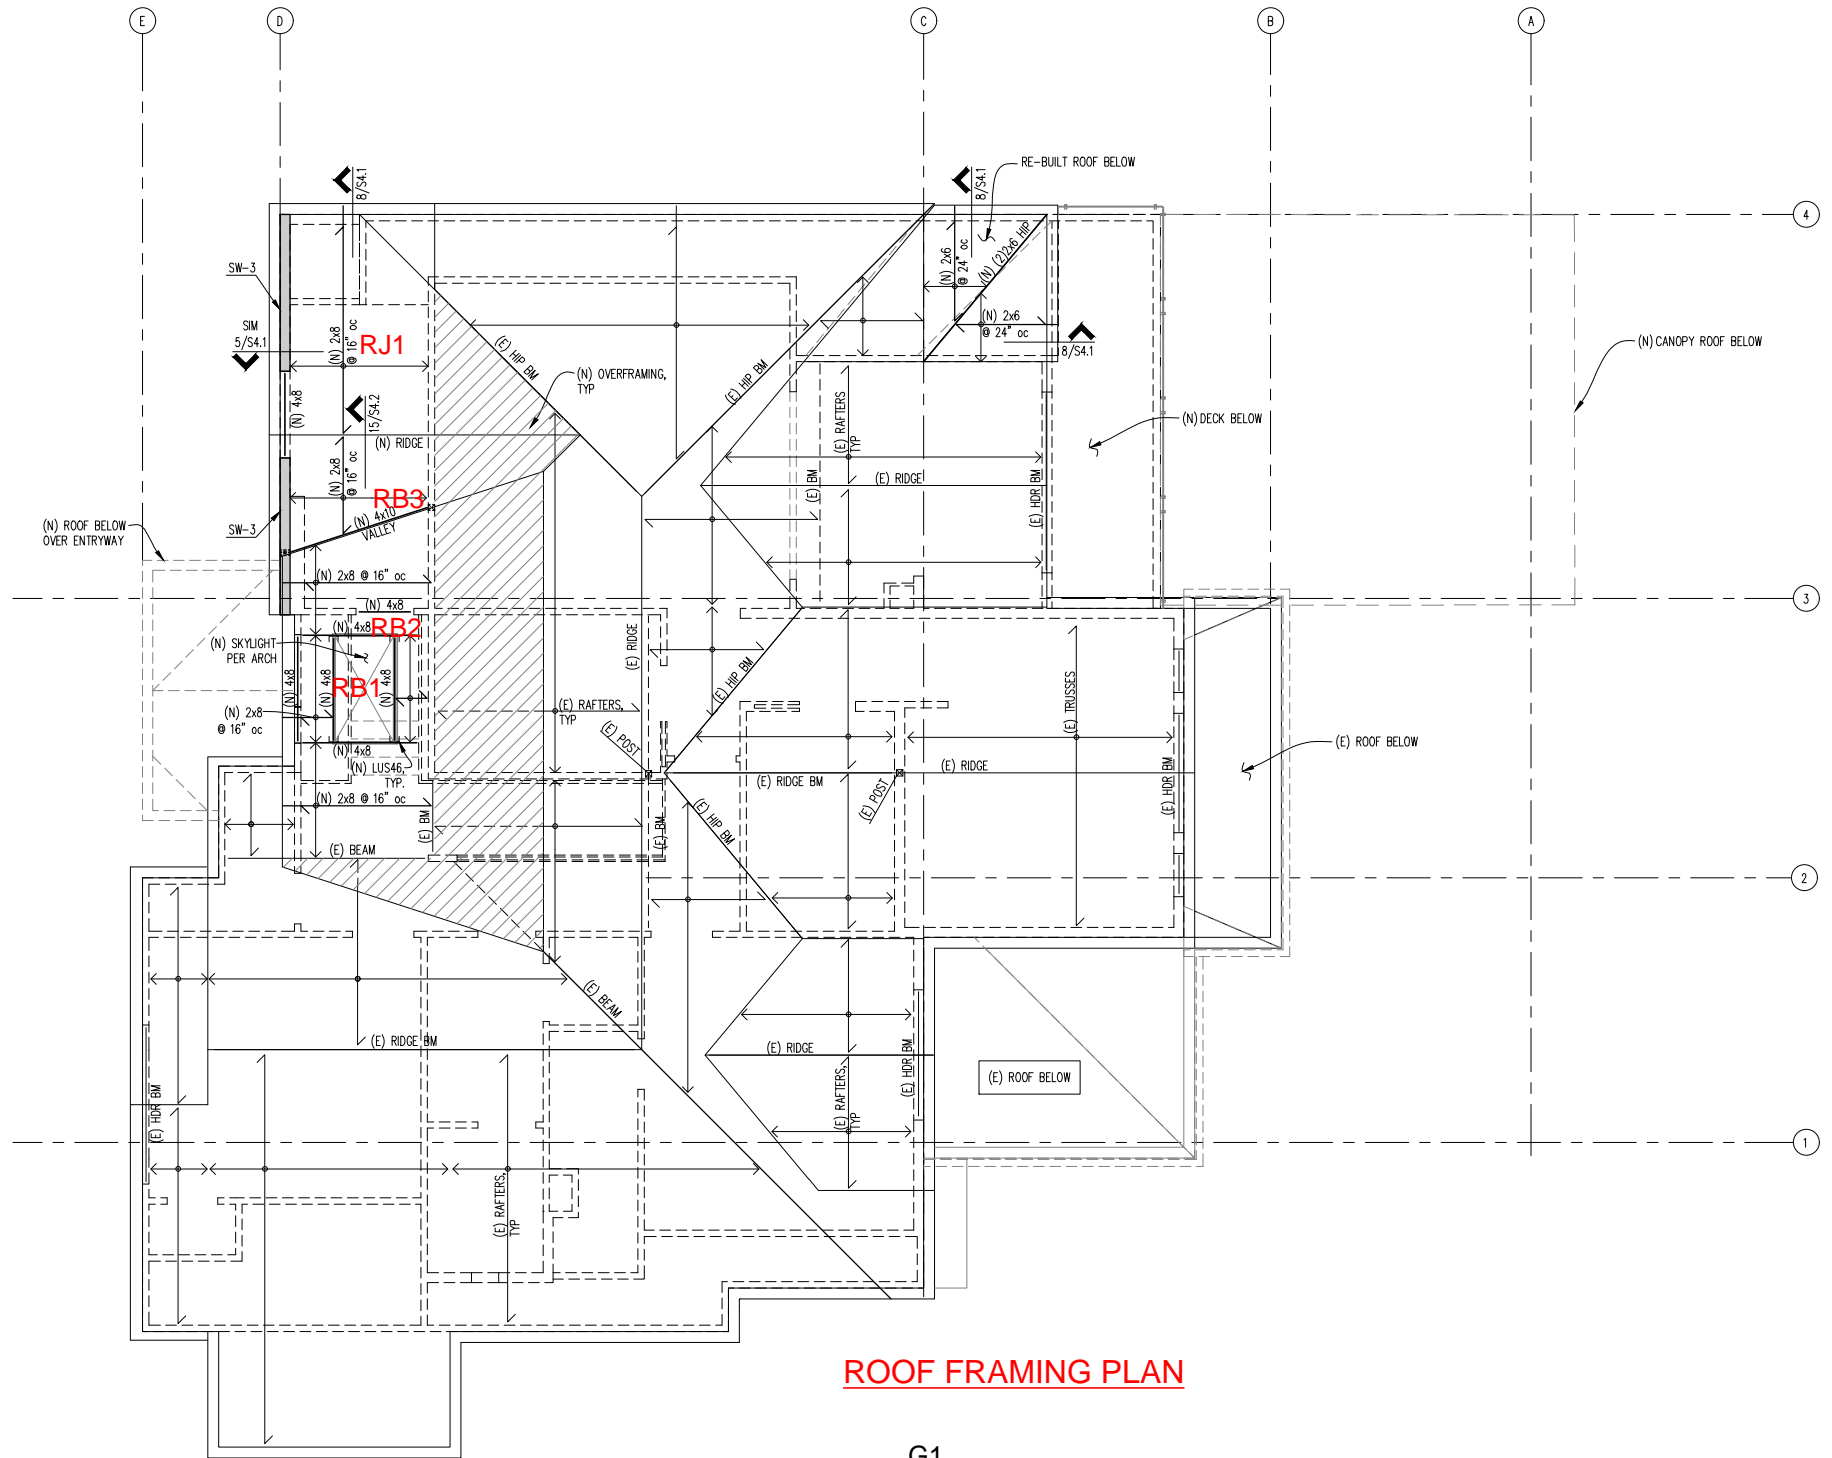 E
D
C
B
A
RE-BUILT ROOF BELOW
8/S4.1
8/S4.1
4
SW-3
(N) 2x6
@ 24" oc
(N) (2)2x6 HIP
SIM
5/S4.1
(N) 2x8
@ 16" oc
RJ1
(N) 2x6
@ 24" oc
8/S4.1
(E) HIP BM
(N) OVERFRAMING,
TYP
(E) HIP BM
(N) CANOPY ROOF BELOW
(N) 4x8
15/S4.2
(N) RIDGE
(E) RAFTERS
TYP
(N) DECK BELOW
(N) 2x8
@ 16" oc
RB3
(N) 4x10
VALLEY
(E) BM
(E) RIDGE
(E) HDR BM
(N) ROOF BELOW
OVER ENTRYWAY
SW-3
(N) 2x8 @ 16" oc
3
(N) 4x8
(N) 4x8
RB2
(N) SKYLIGHT
PER ARCH
(E) RIDGE
(E) HIP BM
(E) TRUSSES
(N) 4x8
(N) 4x8
RB1
(N) 4x8
(N) 2x8
@ 16" oc
(E) RAFTERS,
TYP
(E) POST
(N) 4x8
(N) LUS46,
TYP.
(E) RIDGE BM
(E) POST
(E) RIDGE
(E) HDR BM
(E) ROOF BELOW
(N) 2x8 @ 16" oc
(E) BM
(E) BM
(E) HIP BM
(E) BEAM
2
(E) BEAM
(E) RIDGE BM
(E) RIDGE
(E) HDR BM
(E) ROOF BELOW
(E) HDR BM
(E) RAFTERS,
TYP
1
(E) RAFTERS,
TYP
ROOF FRAMING PLAN
G1